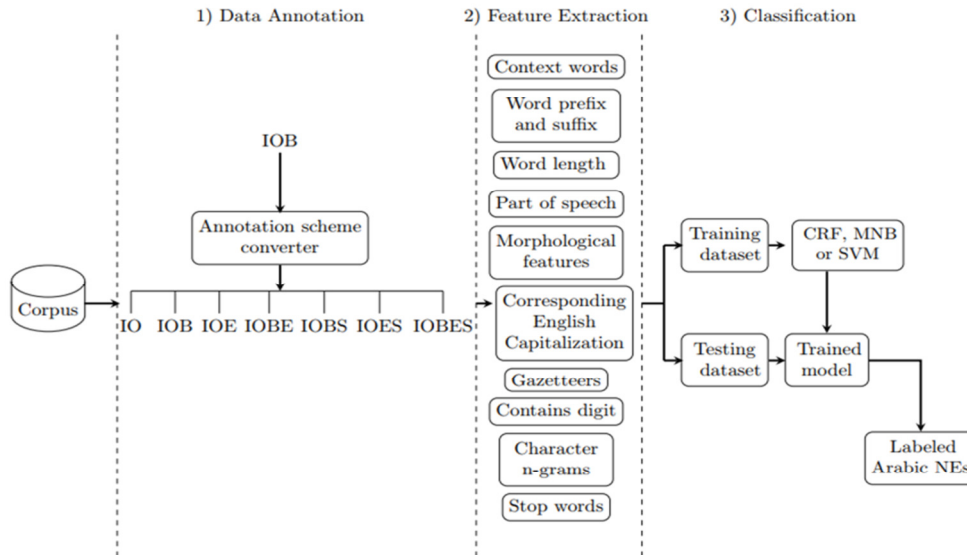 1) Data Annotation
2) Feature Extraction
3) Classification
Corpus
IOB
Annotation scheme
converter
IO IOB IOE IOBE IOBS IOES IOBES
Context words
Word prefix
and suffix
Word length
Part of speech
Morphological
features
Corresponding
English
Capitalization
Gazetteers
Contains digit
Character
n-grams
Stop words
Training
dataset
CRF, MNB
or SVM
Testing
dataset
Trained
model
Labeled
Arabic NEs